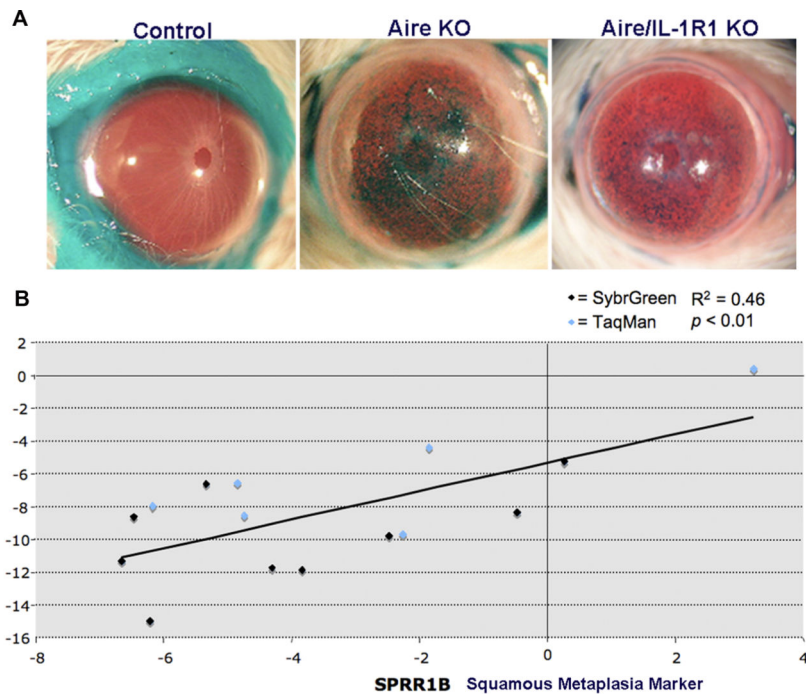 A
Control
Aire KO
Aire/IL-1R1 KO
B
◆ = SybrGreen R² = 0.46
◆ = TaqMan p < 0.01
2
0
-2
-4
-6
-8
-10
-12
-14
-16
-8 -6 -4 -2 0 2 4
SPRR1B Squamous Metaplasia Marker